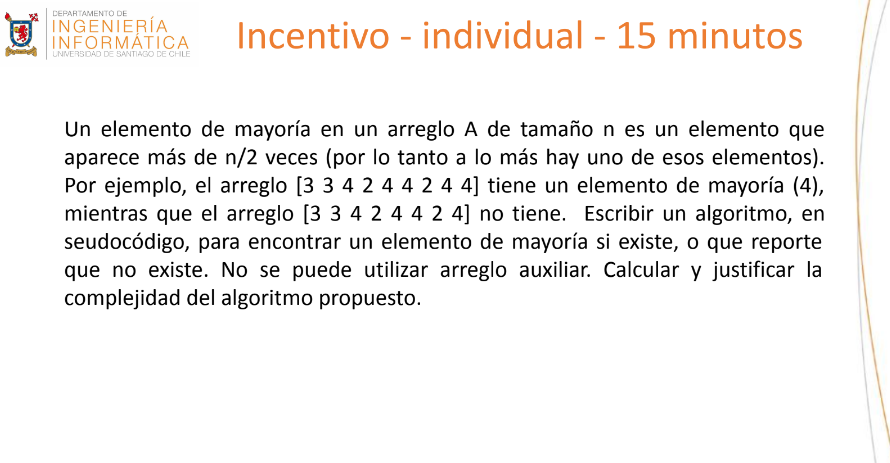 DEPARTAMENTO DE
INGENIERÍA
INFORMÁTICA
UNIVERSIDAD DE SANTIAGO DE CHILE
Incentivo - individual - 15 minutos
Un elemento de mayoría en un arreglo A de tamaño n es un elemento que
aparece más de n/2 veces (por lo tanto a lo más hay uno de esos elementos).
Por ejemplo, el arreglo [3 3 4 2 4 4 2 4 4] tiene un elemento de mayoría (4),
mientras que el arreglo [3 3 4 2 4 4 2 4] no tiene. Escribir un algoritmo, en
seudocódigo, para encontrar un elemento de mayoría si existe, o que reporte
que no existe. No se puede utilizar arreglo auxiliar. Calcular y justificar la
complejidad del algoritmo propuesto.